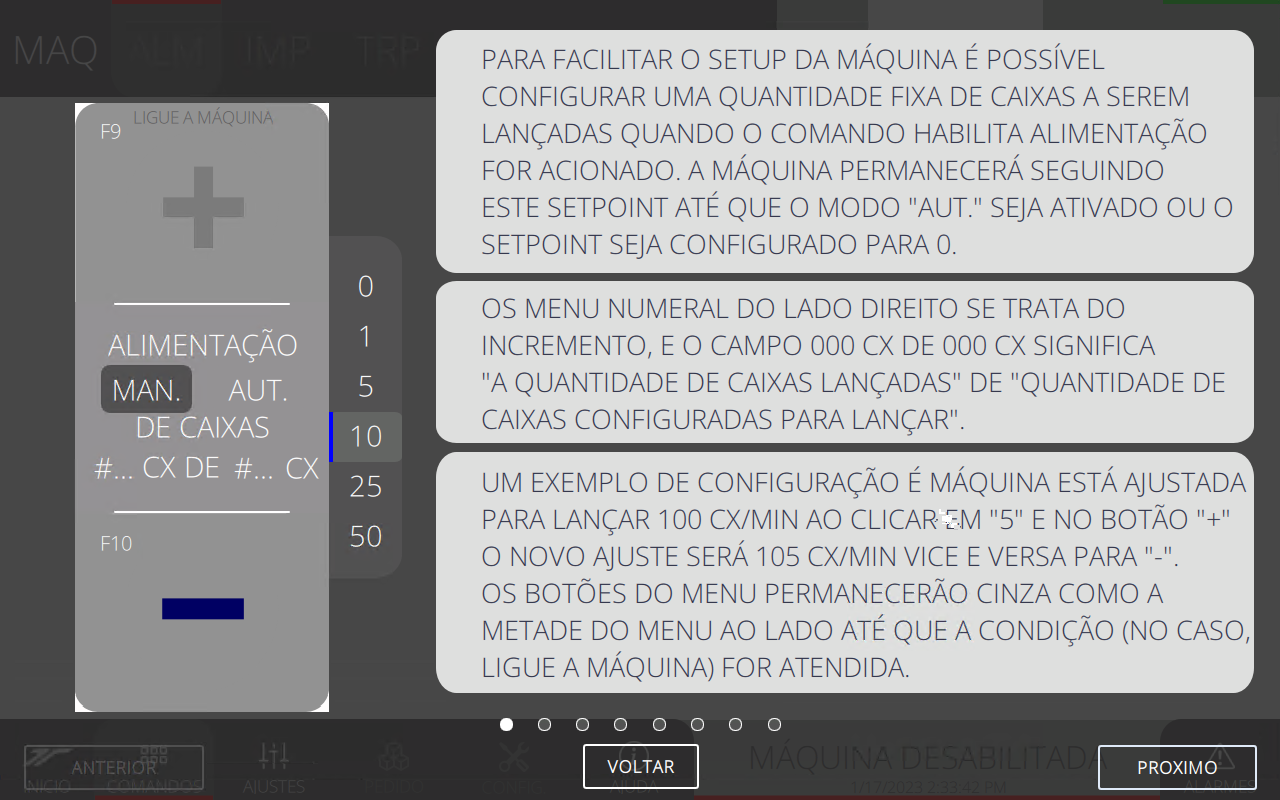 MAQ ALM IMP TRP
LIGUE A MÁQUINA
F9
ALIMENTAÇÃO
MAN. AUT.
DE CAIXAS
#... CX DE #... CX
F10
0
1
5
10
25
50
PARA FACILITAR O SETUP DA MÁQUINA É POSSÍVEL
CONFIGURAR UMA QUANTIDADE FIXA DE CAIXAS A SEREM
LANÇADAS QUANDO O COMANDO HABILITA ALIMENTAÇÃO
FOR ACIONADO. A MÁQUINA PERMANECERÁ SEGUINDO
ESTE SETPOINT ATÉ QUE O MODO "AUT." SEJA ATIVADO OU O
SETPOINT SEJA CONFIGURADO PARA 0.
OS MENU NUMERAL DO LADO DIREITO SE TRATA DO
INCREMENTO, E O CAMPO 000 CX DE 000 CX SIGNIFICA
"A QUANTIDADE DE CAIXAS LANÇADAS" DE "QUANTIDADE DE
CAIXAS CONFIGURADAS PARA LANÇAR".
UM EXEMPLO DE CONFIGURAÇÃO É MÁQUINA ESTÁ AJUSTADA
PARA LANÇAR 100 CX/MIN AO CLICAR EM "5" E NO BOTÃO "+"
O NOVO AJUSTE SERÁ 105 CX/MIN VICE E VERSA PARA "-".
OS BOTÕES DO MENU PERMANECERÃO CINZA COMO A
METADE DO MENU AO LADO ATÉ QUE A CONDIÇÃO (NO CASO,
LIGUE A MÁQUINA) FOR ATENDIDA.
ANTERIOR
VOLTAR
PROXIMO
INICIO COMANDOS AJUSTES PEDIDO CONFIG AJUDA
MÁQUINA DESABILITADA
1/17/2023 2:33:42 PM
ALARMES